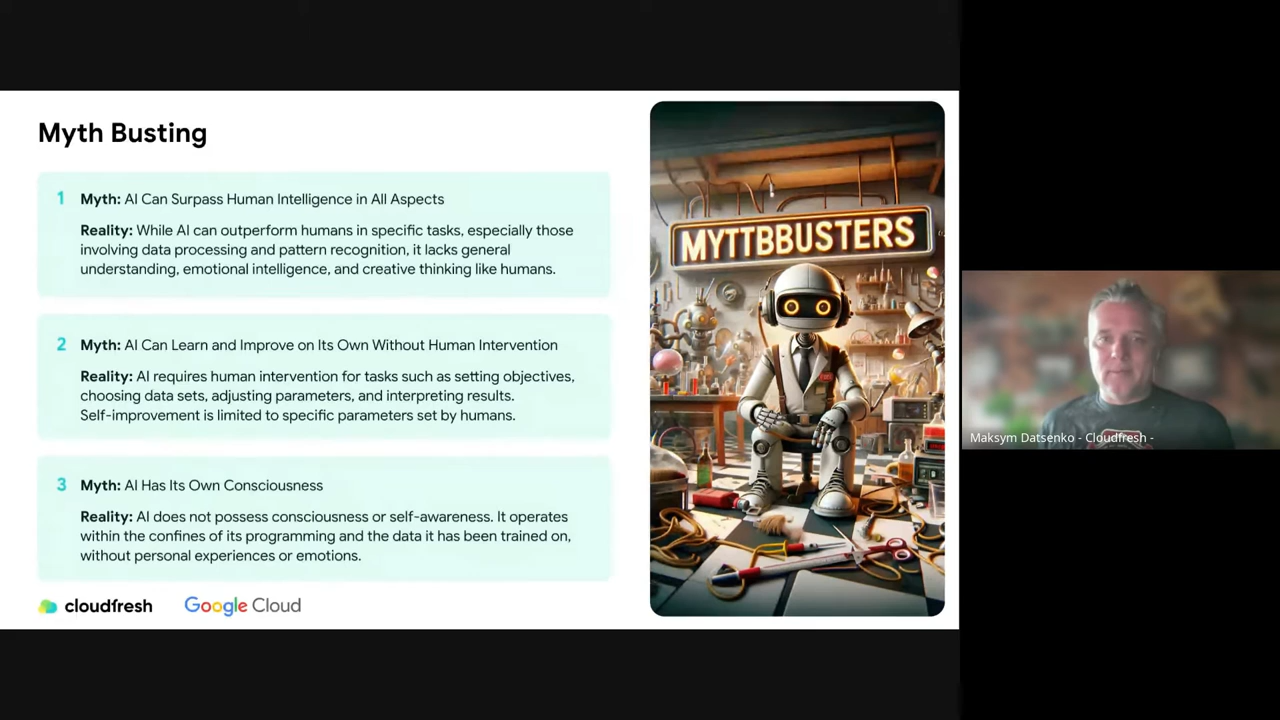 Myth Busting
1 Myth: AI Can Surpass Human Intelligence in All Aspects
Reality: While AI can outperform humans in specific tasks, especially those
involving data processing and pattern recognition, it lacks general
understanding, emotional intelligence, and creative thinking like humans.
2 Myth: AI Can Learn and Improve on Its Own Without Human Intervention
Reality: AI requires human intervention for tasks such as setting objectives,
choosing data sets, adjusting parameters, and interpreting results.
Self-improvement is limited to specific parameters set by humans.
3 Myth: AI Has Its Own Consciousness
Reality: AI does not possess consciousness or self-awareness. It operates
within the confines of its programming and the data it has been trained on,
without personal experiences or emotions.
cloudfresh Google Cloud
MYTTBBUSTERS
Maksym Datsenko - Cloudfresh -